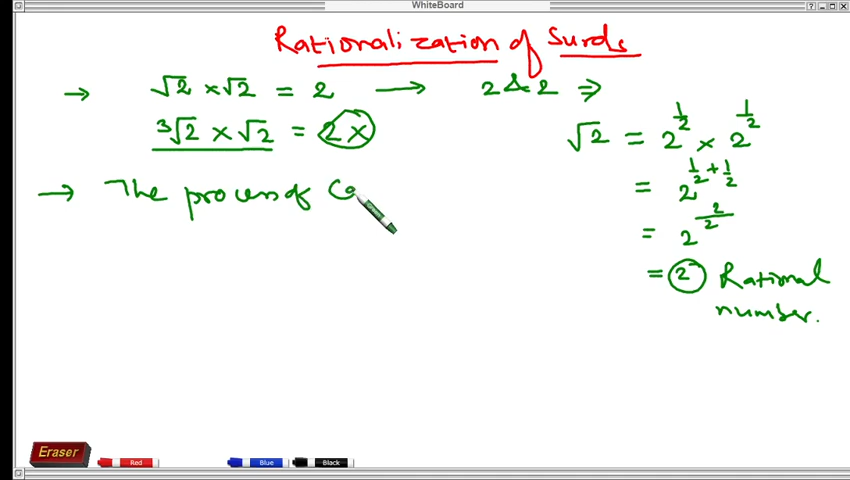 WhiteBoard
Rationalization of Surds
→ √2 × √2 = 2 → 2 & 2 ⇒
³√2 × √2 = 2 ×
√2 = 2^(1/2) × 2^(1/2)
= 2^(1/2 + 1/2)
= 2^(2/2)
= 2 Rational
number.
→ The process of Co
Eraser
Red Blue Black